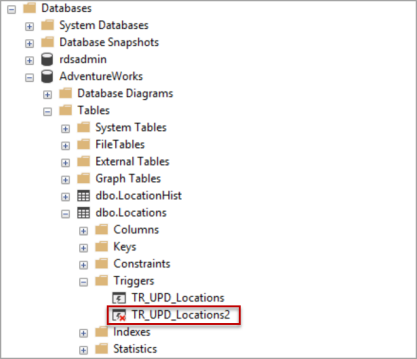 Databases
System Databases
Database Snapshots
rdsadmin
AdventureWorks
Database Diagrams
Tables
System Tables
FileTables
External Tables
Graph Tables
dbo.LocationHist
dbo.Locations
Columns
Keys
Constraints
Triggers
TR_UPD_Locations
TR_UPD_Locations2
Indexes
Statistics